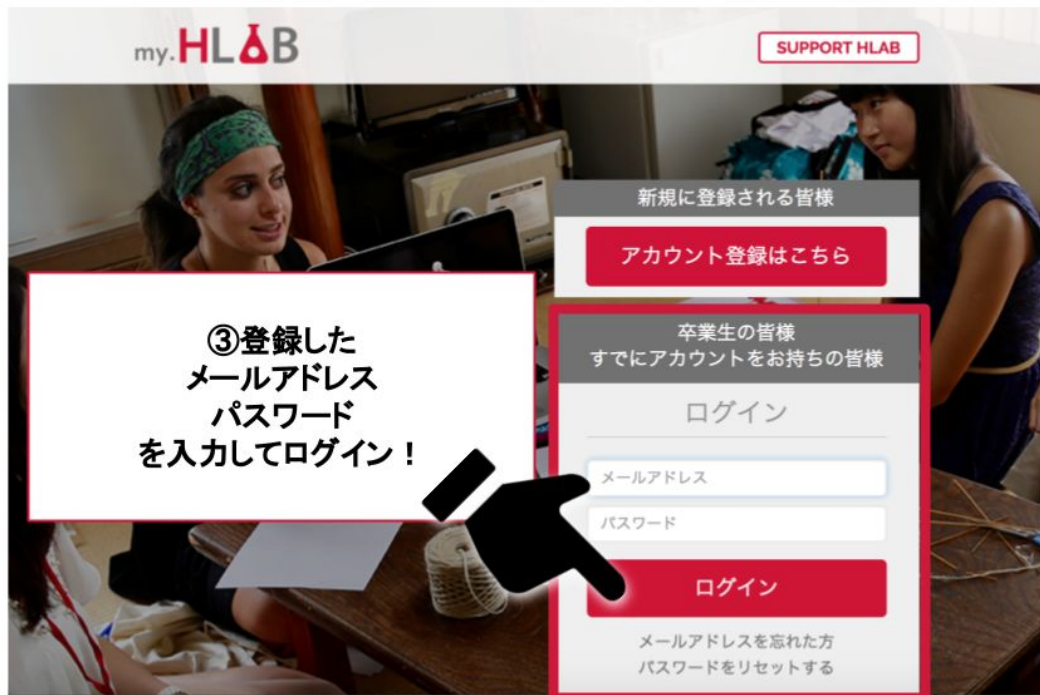 my.HLAB
SUPPORT HLAB
新規に登録される皆様
アカウント登録はこちら
③登録した
メールアドレス
パスワード
を入力してログイン！
卒業生の皆様
すでにアカウントをお持ちの皆様
ログイン
メールアドレス
パスワード
ログイン
メールアドレスを忘れた方
パスワードをリセットする